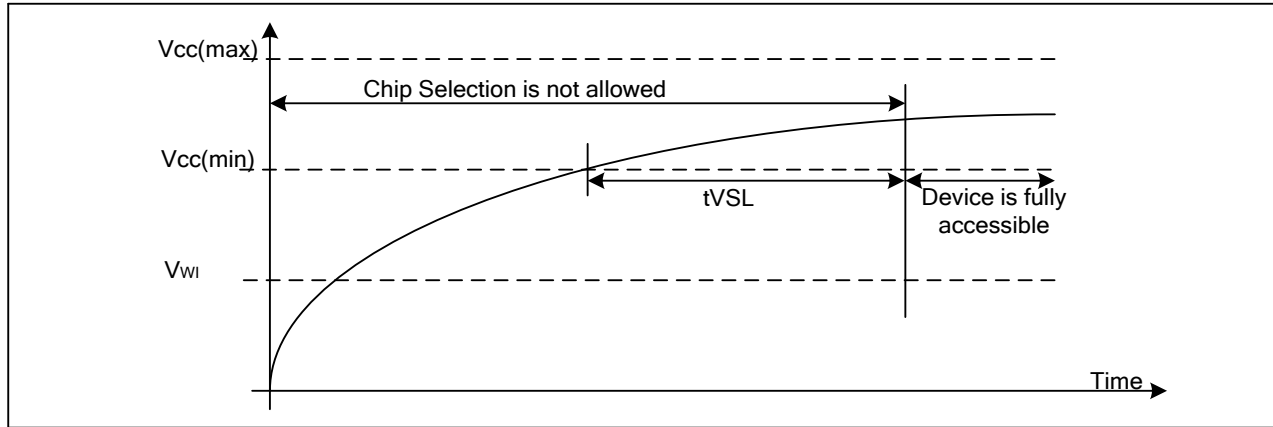 Vcc(max)
Chip Selection is not allowed
Vcc(min)
tVSL
Device is fully
accessible
VWI
Time